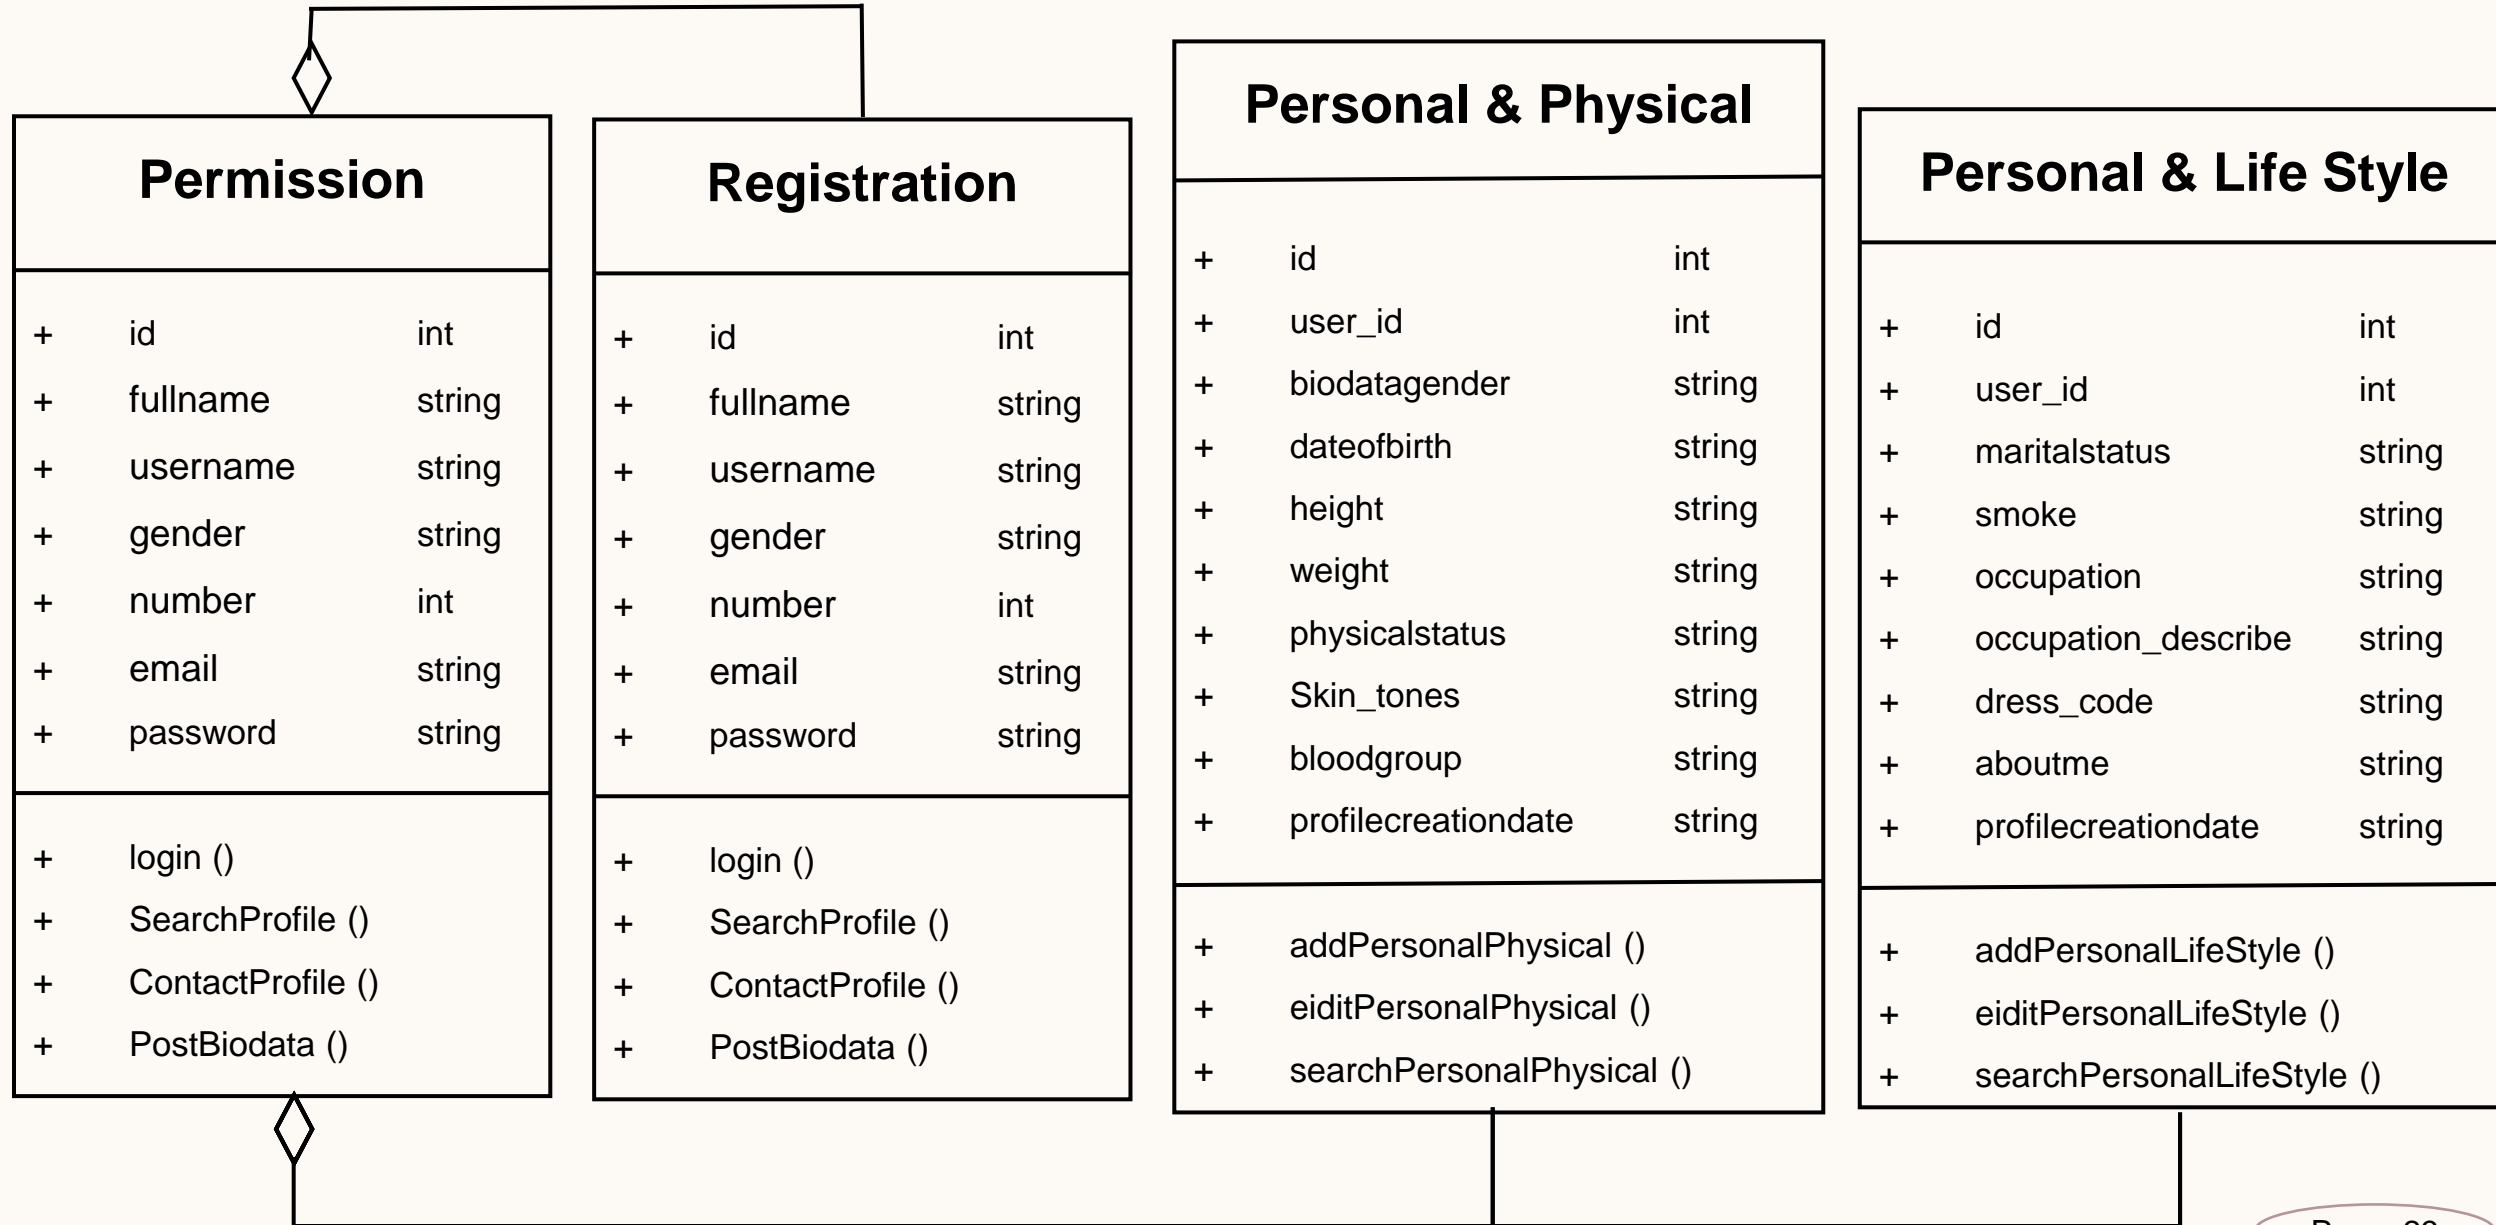 Permission
+ id int
+ fullname string
+ username string
+ gender string
+ number int
+ email string
+ password string
+ login ()
+ SearchProfile ()
+ ContactProfile ()
+ PostBiodata ()
Registration
+ id int
+ fullname string
+ username string
+ gender string
+ number int
+ email string
+ password string
+ login ()
+ SearchProfile ()
+ ContactProfile ()
+ PostBiodata ()
Personal & Physical
+ id int
+ user_id int
+ biodatagender string
+ dateofbirth string
+ height string
+ weight string
+ physicalstatus string
+ Skin_tones string
+ bloodgroup string
+ profilecreationdate string
+ addPersonalPhysical ()
+ eiditPersonalPhysical ()
+ searchPersonalPhysical ()
Personal & Life Style
+ id int
+ user_id int
+ maritalstatus string
+ smoke string
+ occupation string
+ occupation_describe string
+ dress_code string
+ aboutme string
+ profilecreationdate string
+ addPersonalLifeStyle ()
+ eiditPersonalLifeStyle ()
+ searchPersonalLifeStyle ()